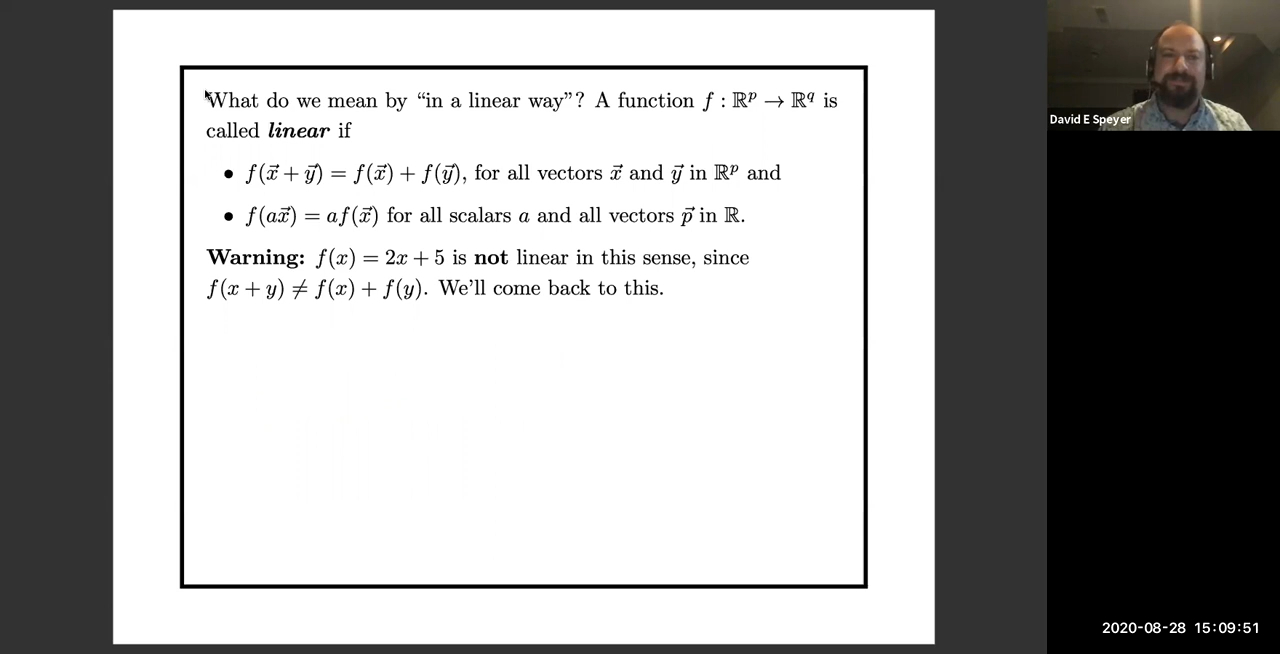 What do we mean by “in a linear way”? A function f : ℝᵖ → ℝ^q is
called linear if
• f(x⃗ + y⃗) = f(x⃗) + f(y⃗), for all vectors x⃗ and y⃗ in ℝᵖ and
• f(ax⃗) = af(x⃗) for all scalars a and all vectors p⃗ in ℝ.
Warning: f(x) = 2x + 5 is not linear in this sense, since
f(x + y) ≠ f(x) + f(y). We’ll come back to this.
David E Speyer
2020-08-28 15:09:51